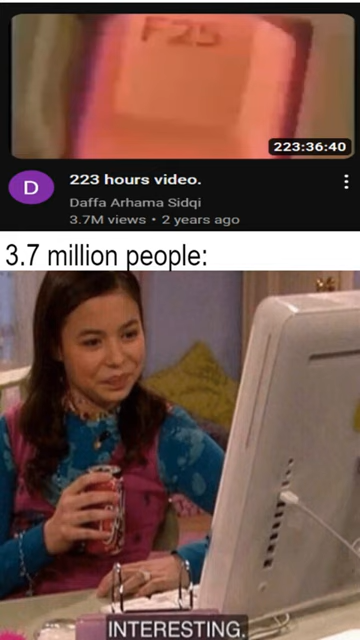 F25
223:36:40
D
223 hours video.
Daffa Arhama Sidqi
3.7M views • 2 years ago
3.7 million people:
INTERESTING.